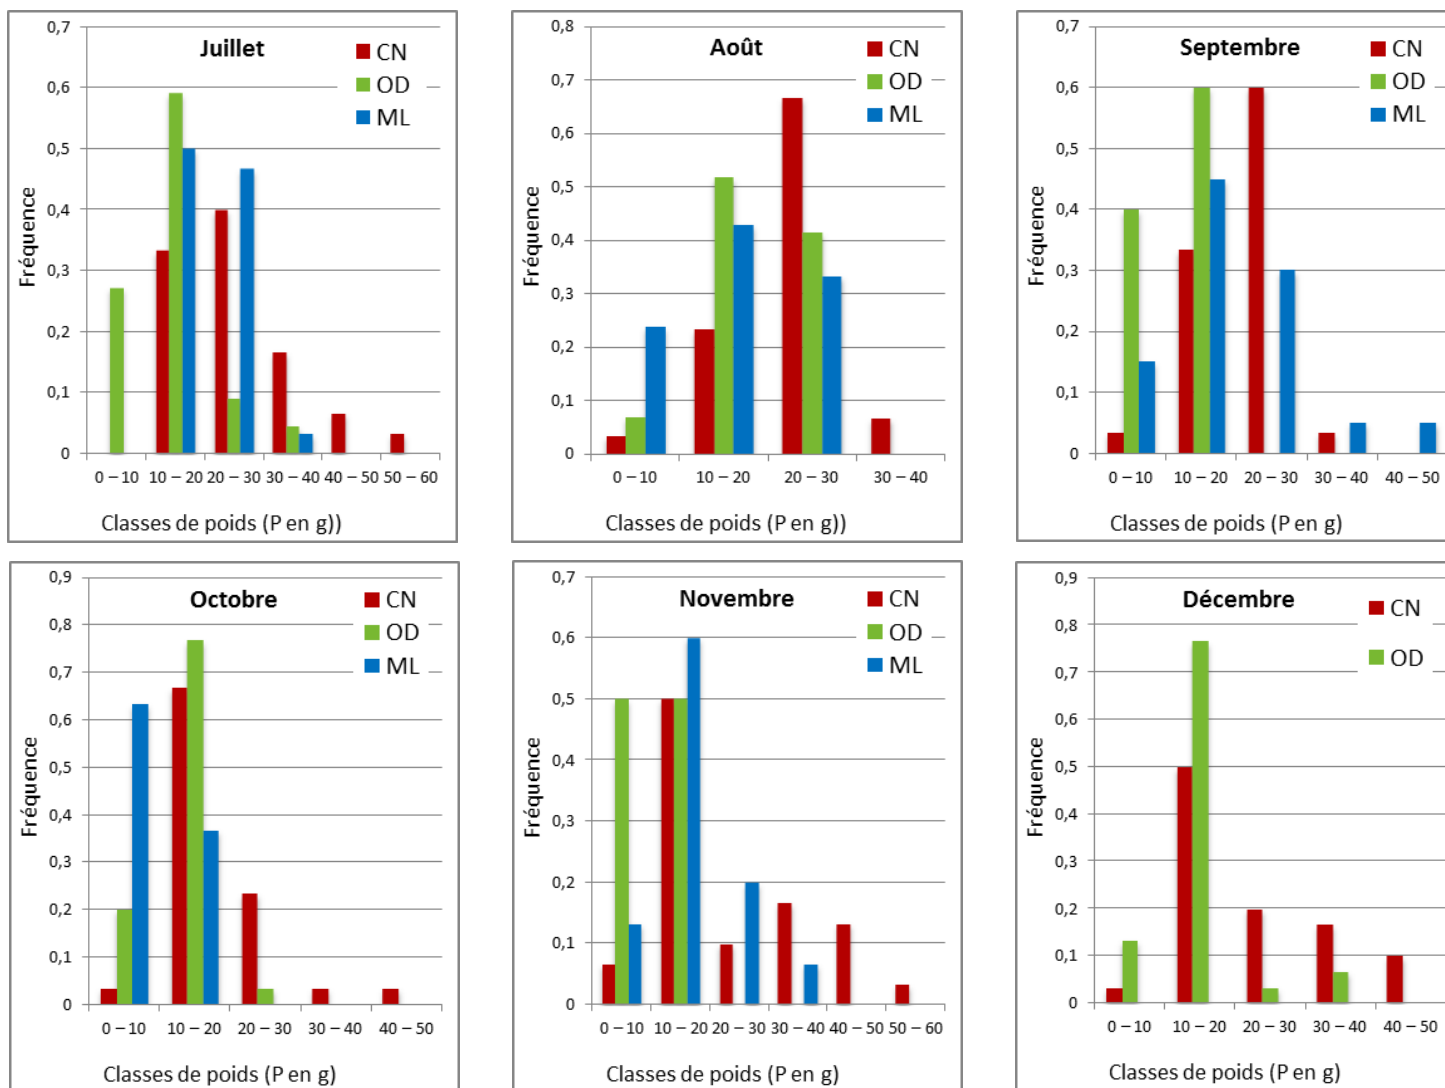 Juillet
CN
OD
ML
Fréquence
0,7
0,6
0,5
0,4
0,3
0,2
0,1
0
0 – 10 10 – 20 20 – 30 30 – 40 40 – 50 50 – 60
Classes de poids (P en g))
Août
CN
OD
ML
Fréquence
0,8
0,7
0,6
0,5
0,4
0,3
0,2
0,1
0
0 – 10 10 – 20 20 – 30 30 – 40
Classes de poids (P en g))
Septembre
CN
OD
ML
Fréquence
0,7
0,6
0,5
0,4
0,3
0,2
0,1
0
0 – 10 10 – 20 20 – 30 30 – 40 40 – 50
Classes de poids (P en g)
Octobre
CN
OD
ML
Fréquence
0,9
0,8
0,7
0,6
0,5
0,4
0,3
0,2
0,1
0
0 – 10 10 – 20 20 – 30 30 – 40 40 – 50
Classes de poids (P en g)
Novembre
CN
OD
ML
Fréquence
0,7
0,6
0,5
0,4
0,3
0,2
0,1
0
0 – 10 10 – 20 20 – 30 30 – 40 40 – 50 50 – 60
Classes de poids (P en g)
Décembre
CN
OD
Fréquence
0,9
0,8
0,7
0,6
0,5
0,4
0,3
0,2
0,1
0
0 – 10 10 – 20 20 – 30 30 – 40 40 – 50
Classes de poids (P en g)